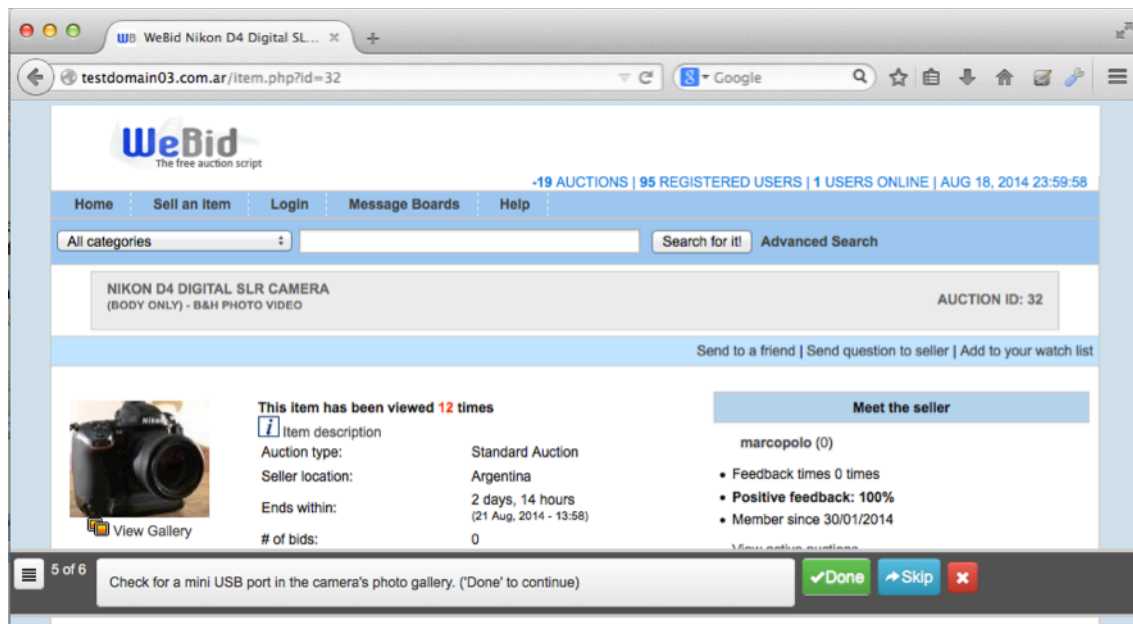 WeBid Nikon D4 Digital SL...
testdomain03.com.ar/item.php?id=32
Google
WeBid
The free auction script
-19 AUCTIONS | 95 REGISTERED USERS | 1 USERS ONLINE | AUG 18, 2014 23:59:58
Home Sell an item Login Message Boards Help
All categories Search for it! Advanced Search
NIKON D4 DIGITAL SLR CAMERA
(BODY ONLY) - B&H PHOTO VIDEO
AUCTION ID: 32
Send to a friend | Send question to seller | Add to your watch list
This item has been viewed 12 times
Item description
Auction type: Standard Auction
Seller location: Argentina
Ends within: 2 days, 14 hours
(21 Aug, 2014 - 13:58)
# of bids: 0
View Gallery
Meet the seller
marcopolo (0)
• Feedback times 0 times
• Positive feedback: 100%
• Member since 30/01/2014
View active auctions
5 of 6
Check for a mini USB port in the camera's photo gallery. ('Done' to continue)
Done Skip